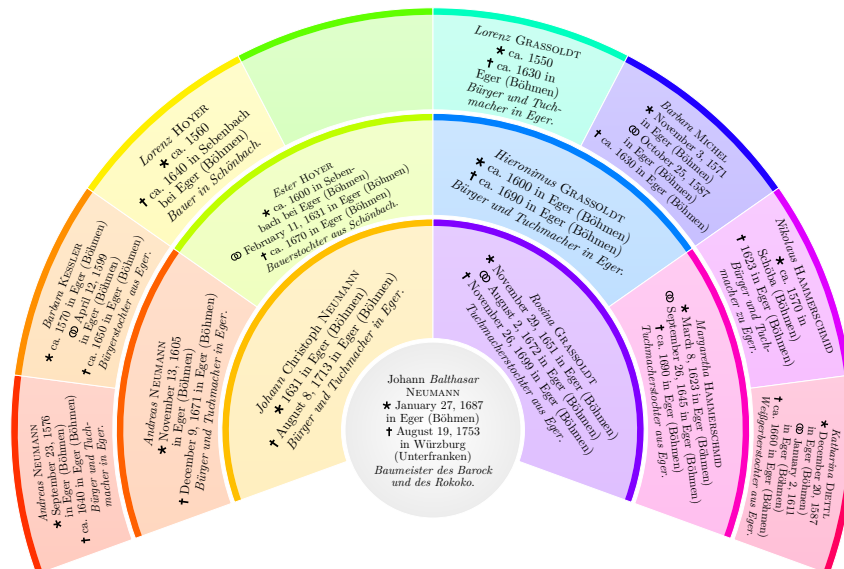 Johann Balthasar
NEUMANN
★ January 27, 1687
in Eger (Böhmen)
✝ August 19, 1753
in Würzburg
(Unterfranken)
Baumeister des Barock
und des Rokoko.
Johann Christoph NEUMANN
★ 1631 in Eger (Böhmen)
✝ August 8, 1713 in Eger (Böhmen)
Bürger und Tuchmacher in Eger.
Rosina GRASSOLDT
★ November 29, 1651 in Eger (Böhmen)
⚭ August 2, 1672 in Eger (Böhmen)
✝ November 26, 1699 in Eger (Böhmen)
Tuchmacherstochter aus Eger.
Andreas NEUMANN
★ November 13, 1605
in Eger (Böhmen)
✝ December 9, 1671 in Eger (Böhmen)
Bürger und Tuchmacher in Eger.
Ester HOYER
★ ca. 1600 in Seben-
bach bei Eger (Böhmen)
⚭ February 11, 1631 in Eger (Böhmen)
✝ ca. 1670 in Eger (Böhmen)
Bauerstochter aus Schönbach.
Hieronimus GRASSOLDT
★ ca. 1600 in Eger (Böhmen)
✝ ca. 1690 in Eger (Böhmen)
Bürger und Tuchmacher in Eger.
Margaretha HAMMERSCHMID
★ March 8, 1623 in Eger (Böhmen)
⚭ September 26, 1645 in Eger (Böhmen)
✝ ca. 1690 in Eger (Böhmen)
Tuchmacherstochter aus Eger.
Andreas NEUMANN
★ September 23, 1576
in Eger (Böhmen)
✝ ca. 1640 in Eger (Böhmen)
Bürger und Tuch-
macher in Eger.
Barbara KESSLER
★ ca. 1570 in Eger (Böhmen)
⚭ April 12, 1599
in Eger (Böhmen)
✝ ca. 1650 in Eger (Böhmen)
Bürgerstochter aus Eger.
Lorenz HOYER
★ ca. 1560
✝ ca. 1640 in Sebenbach
bei Eger (Böhmen)
Bauer in Schönbach.
Lorenz GRASSOLDT
★ ca. 1550
✝ ca. 1630 in
Eger (Böhmen)
Bürger und Tuch-
macher in Eger.
Barbara MICHEL
★ November 3, 1571
in Eger (Böhmen)
⚭ October 25, 1587
in Eger (Böhmen)
✝ ca. 1630 in Eger (Böhmen)
Nikolaus HAMMERSCHMID
★ ca. 1570 in
Schöba (Böhmen)
✝ 1623 in Eger (Böhmen)
Bürger und Tuch-
macher zu Eger.
Katharina DIETTL
★ December 20, 1587
in Eger (Böhmen)
⚭ January 2, 1611
in Eger (Böhmen)
✝ ca. 1660 in Eger (Böhmen)
Weißgerberstochter aus Eger.